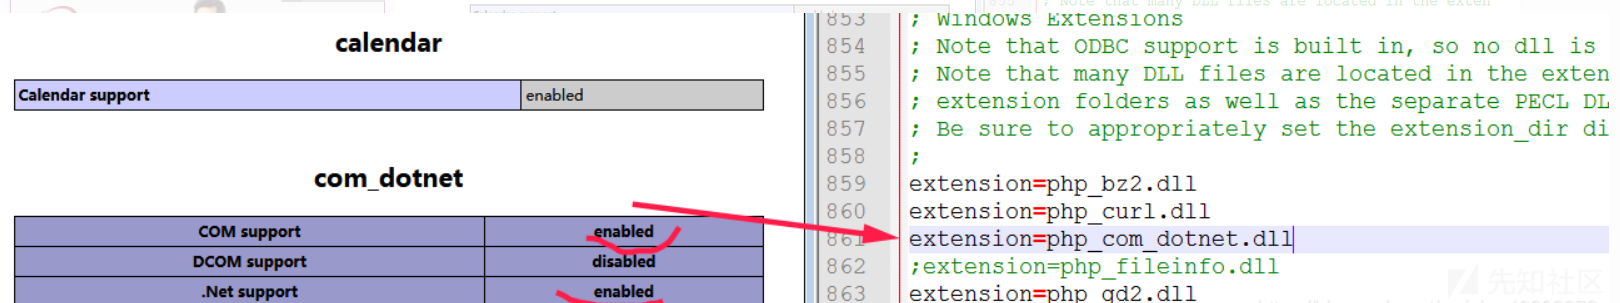 calendar
Calendar support enabled
com_dotnet
COM support enabled
DCOM support disabled
.Net support enabled
853 ; Windows Extensions
854 ; Note that ODBC support is built in, so no dll is
855 ; Note that many DLL files are located in the exten
856 ; extension folders as well as the separate PECL DL
857 ; Be sure to appropriately set the extension_dir di
858 ;
859 extension=php_bz2.dll
860 extension=php_curl.dll
861 extension=php_com_dotnet.dll
862 ;extension=php_fileinfo.dll
863 extension=php_gd2.dll
先知社区